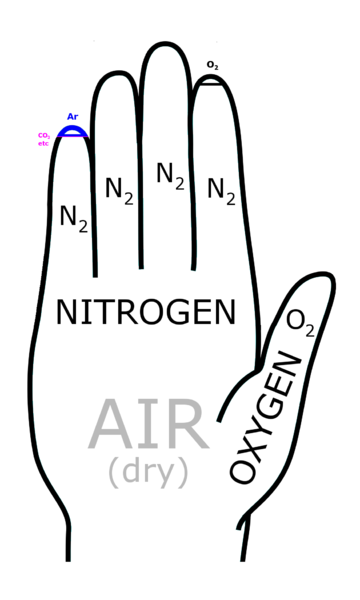 O₂
Ar
CO₂
etc
N₂
N₂
N₂
N₂
NITROGEN
O₂
OXYGEN
AIR
(dry)